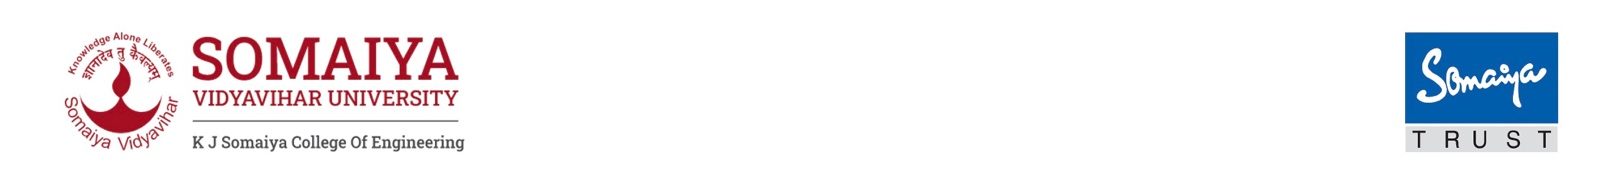 Knowledge Alone Liberates
ज्ञानादेव तु कैवल्यम्
Somaiya Vidyavihar
SOMAIYA
VIDYAVIHAR UNIVERSITY
K J Somaiya College Of Engineering
Somaiya
TRUST